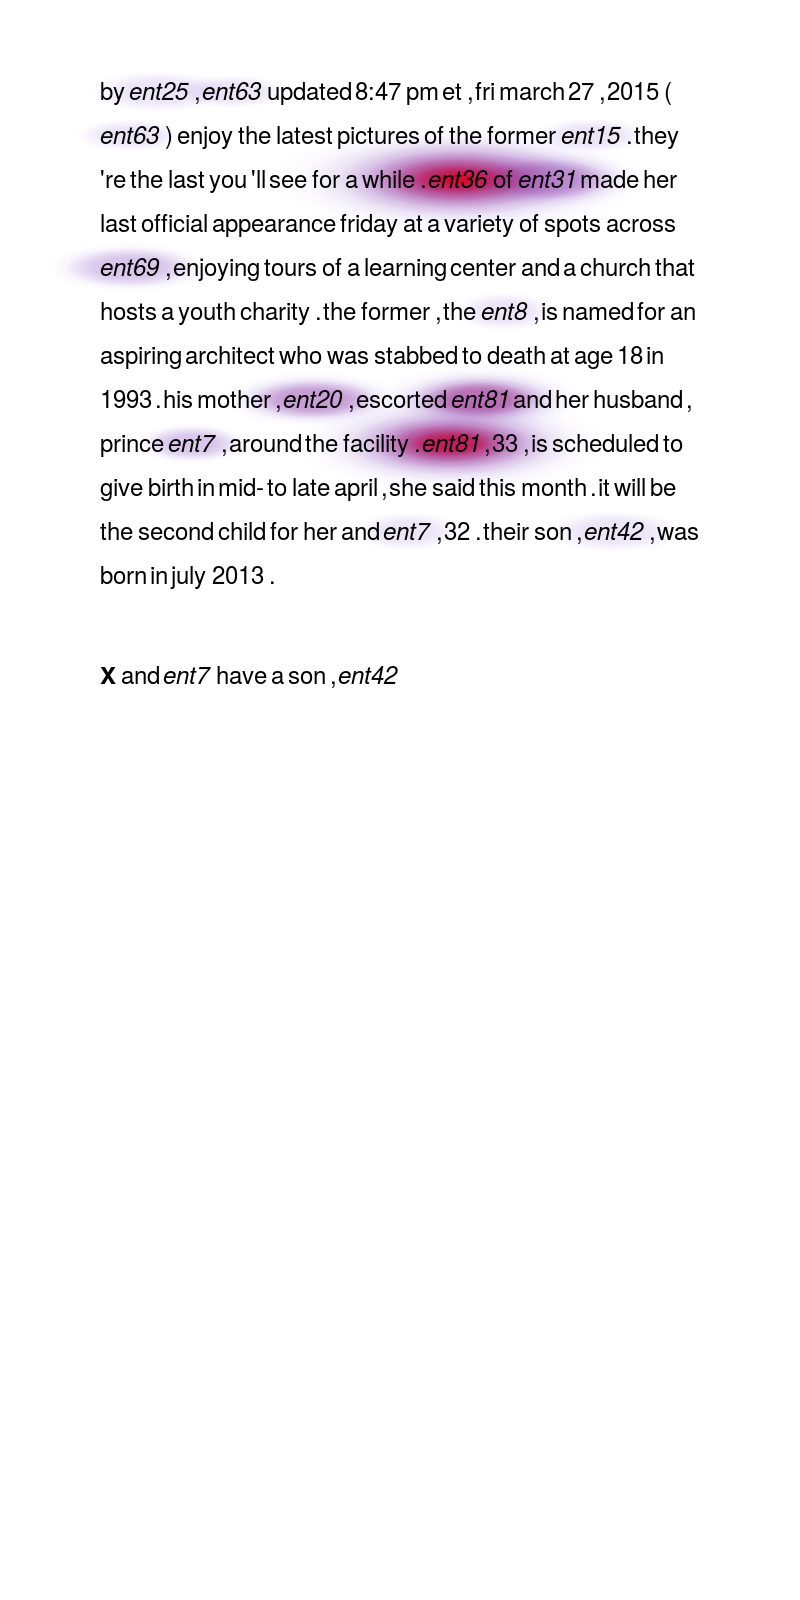 by ent25 ,ent63 updated 8:47 pm et ,fri march 27 ,2015 (
ent63 ) enjoy the latest pictures of the former ent15 .they
're the last you 'll see for a while .ent36 of ent31 made her
last official appearance friday at a variety of spots across
ent69 ,enjoying tours of a learning center and a church that
hosts a youth charity .the former ,the ent8 ,is named for an
aspiring architect who was stabbed to death at age 18 in
1993 .his mother ,ent20 ,escorted ent81 and her husband ,
prince ent7 ,around the facility .ent81 ,33 ,is scheduled to
give birth in mid- to late april ,she said this month .it will be
the second child for her and ent7 ,32 .their son ,ent42 ,was
born in july 2013 .
X and ent7 have a son ,ent42